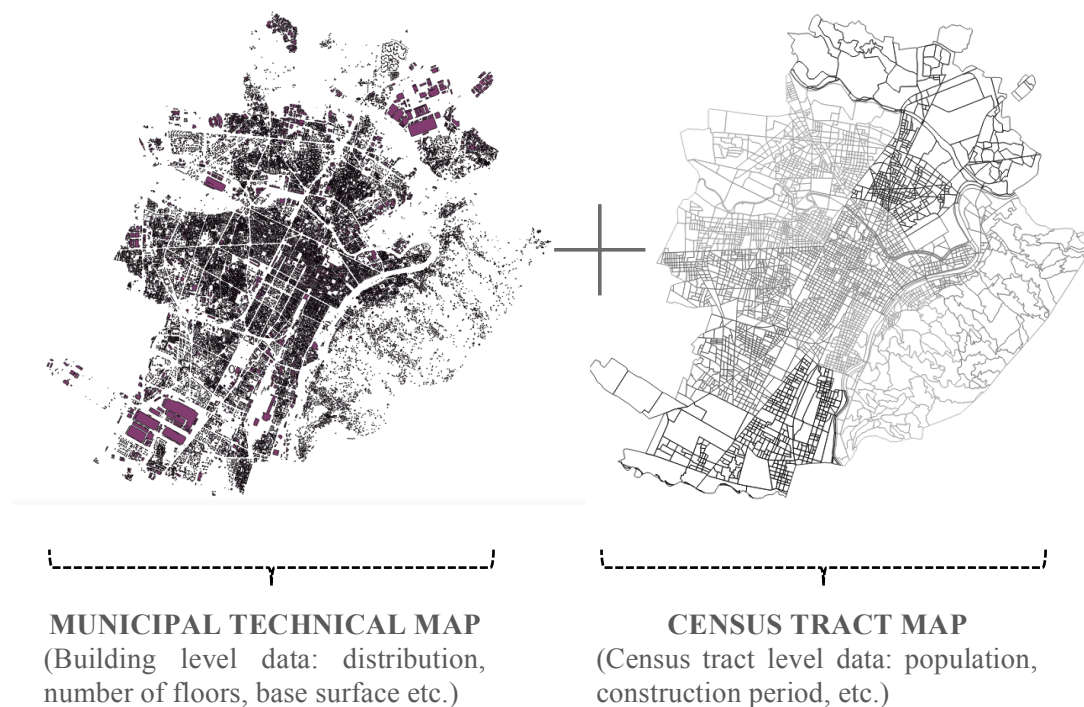 MUNICIPAL TECHNICAL MAP
(Building level data: distribution,
number of floors, base surface etc.)
CENSUS TRACT MAP
(Census tract level data: population,
construction period, etc.)